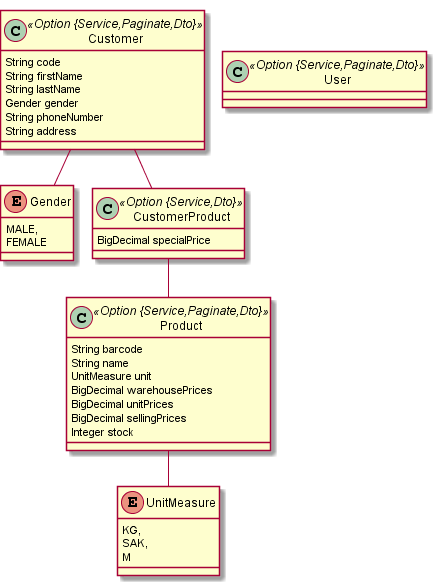 C
«Option {Service,Paginate,Dto}»
Customer
String code
String firstName
String lastName
Gender gender
String phoneNumber
String address
C
«Option {Service,Paginate,Dto}»
User
E Gender
MALE,
FEMALE
C
«Option {Service,Dto}»
CustomerProduct
BigDecimal specialPrice
C
«Option {Service,Paginate,Dto}»
Product
String barcode
String name
UnitMeasure unit
BigDecimal warehousePrices
BigDecimal unitPrices
BigDecimal sellingPrices
Integer stock
E UnitMeasure
KG,
SAK,
M